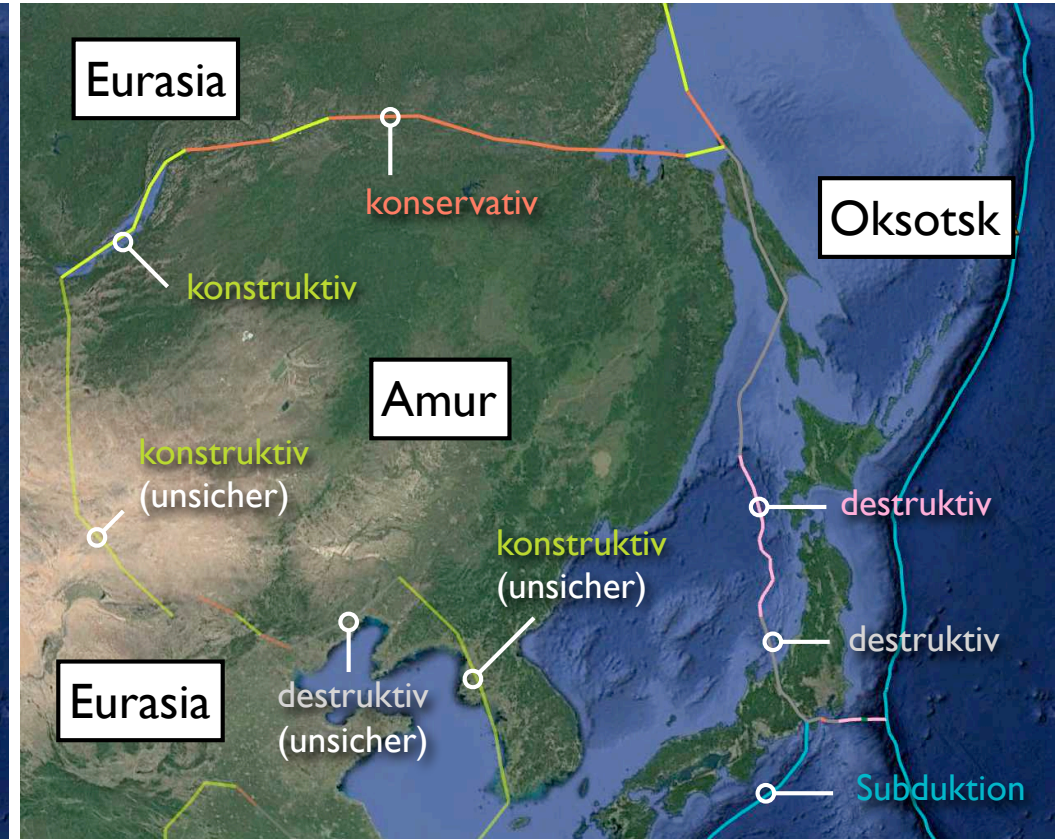 Eurasia
konservativ
Oksotsk
konstruktiv
Amur
konstruktiv
(unsicher)
destruktiv
konstruktiv
(unsicher)
destruktiv
Eurasia
destruktiv
(unsicher)
Subduktion